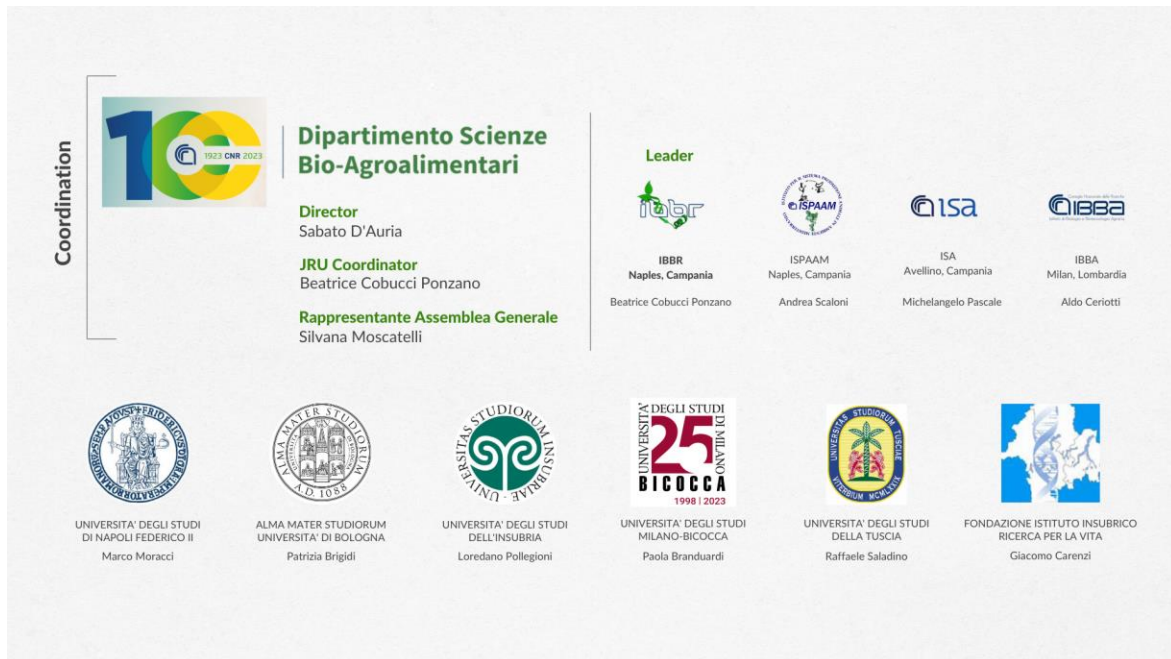 Coordination
100
1923 CNR 2023
Dipartimento Scienze
Bio-Agroalimentari
Director
Sabato D'Auria
JRU Coordinator
Beatrice Cobucci Ponzano
Rappresentante Assemblea Generale
Silvana Moscatelli
Leader
ibbr
IBBR
Naples, Campania
Beatrice Cobucci Ponzano
ISPAAM
ISPAAM
Naples, Campania
Andrea Scaloni
isa
ISA
Avellino, Campania
Michelangelo Pascale
IBBA
IBBA
Milan, Lombardia
Aldo Ceriotti
UNIVERSITA' DEGLI STUDI
DI NAPOLI FEDERICO II
Marco Moracci
ALMA MATER STUDIORUM
A.D. 1088
ALMA MATER STUDIORUM
UNIVERSITA' DI BOLOGNA
Patrizia Brigidi
UNIVERSITAS STUDIORUM INSUBRIAE
UNIVERSITA' DEGLI STUDI
DELL'INSUBRIA
Loredano Pollegioni
UNIVERSITA' DEGLI STUDI DI MILANO
25
BICOCCA
1998 | 2023
UNIVERSITA' DEGLI STUDI
MILANO-BICOCCA
Paola Branduardi
UNIVERSITAS STUDIORUM TUSCIAE
VITERBIUM MCMLXXIX
UNIVERSITA' DEGLI STUDI
DELLA TUSCIA
Raffaele Saladino
FONDAZIONE ISTITUTO INSUBRICO
RICERCA PER LA VITA
Giacomo Carenzi